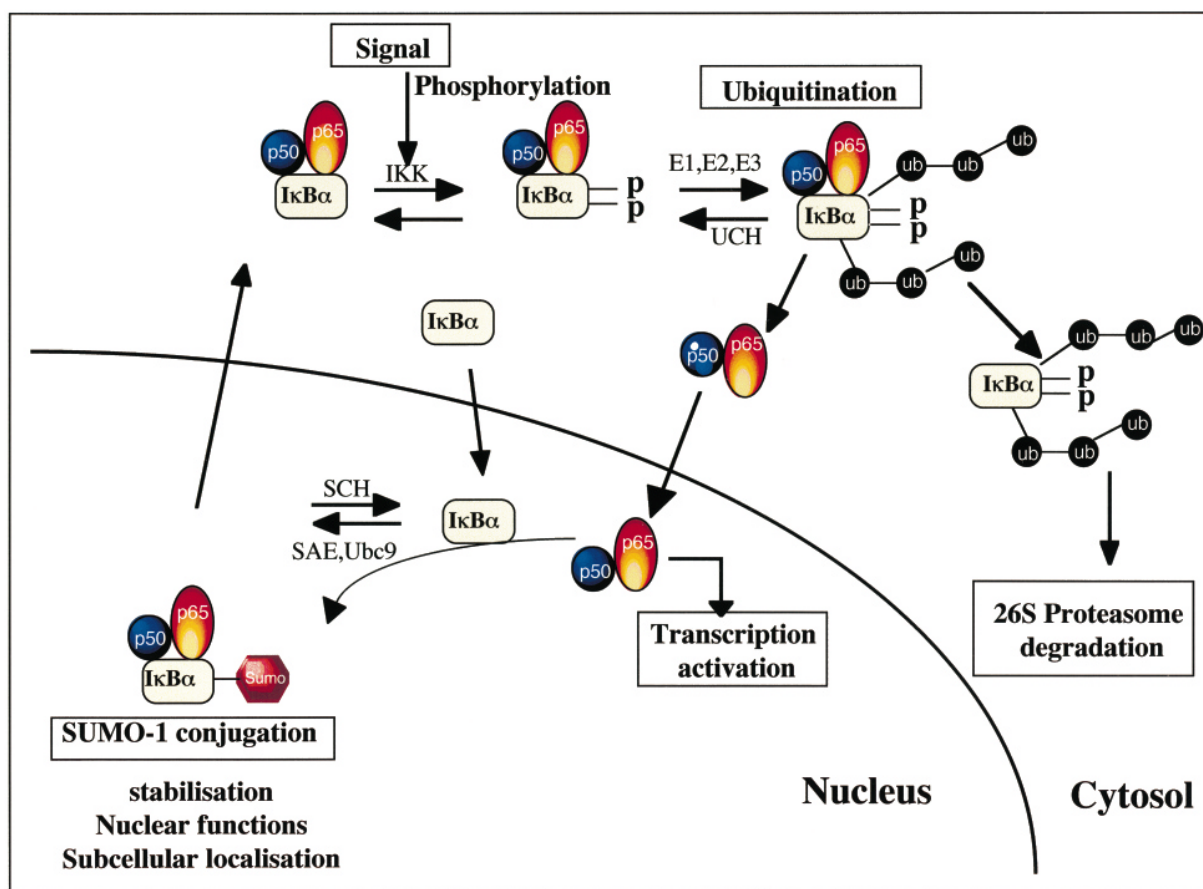 Signal
Phosphorylation
Ubiquitination
p50
p65
IκBα
IKK
p50
p65
IκBα
p
p
E1,E2,E3
UCH
p50
p65
IκBα
p
p
ub
ub
ub
ub
ub
ub
IκBα
p50
p65
IκBα
p
p
ub
ub
ub
ub
ub
ub
SCH
SAE,Ubc9
IκBα
p50
p65
Transcription
activation
26S Proteasome
degradation
p50
p65
IκBα
Sumo
SUMO-1 conjugation
stabilisation
Nuclear functions
Subcellular localisation
Nucleus
Cytosol